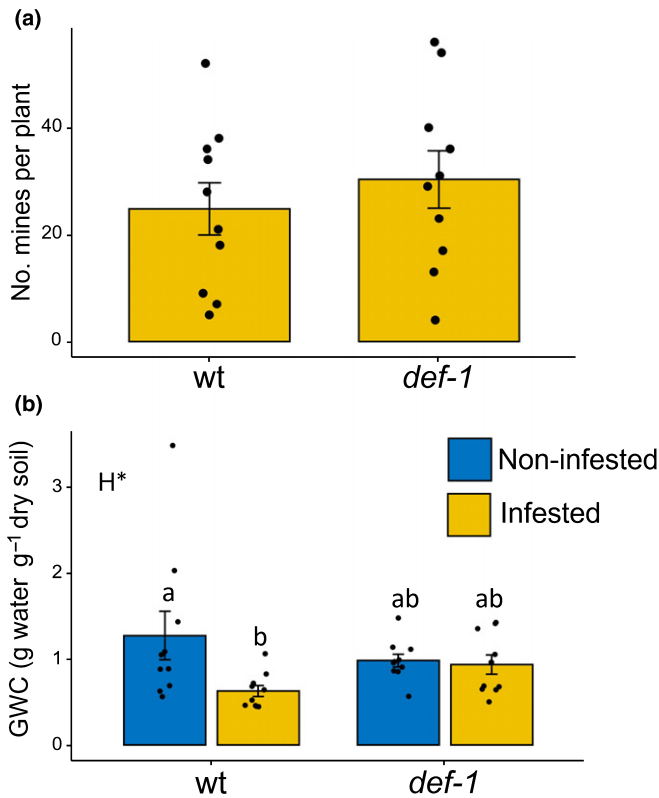 (a)
No. mines per plant
40
20
0
wt
def-1
(b)
GWC (g water g⁻¹ dry soil)
H*
Non-infested
Infested
3
2
1
0
a
b
ab
ab
wt
def-1